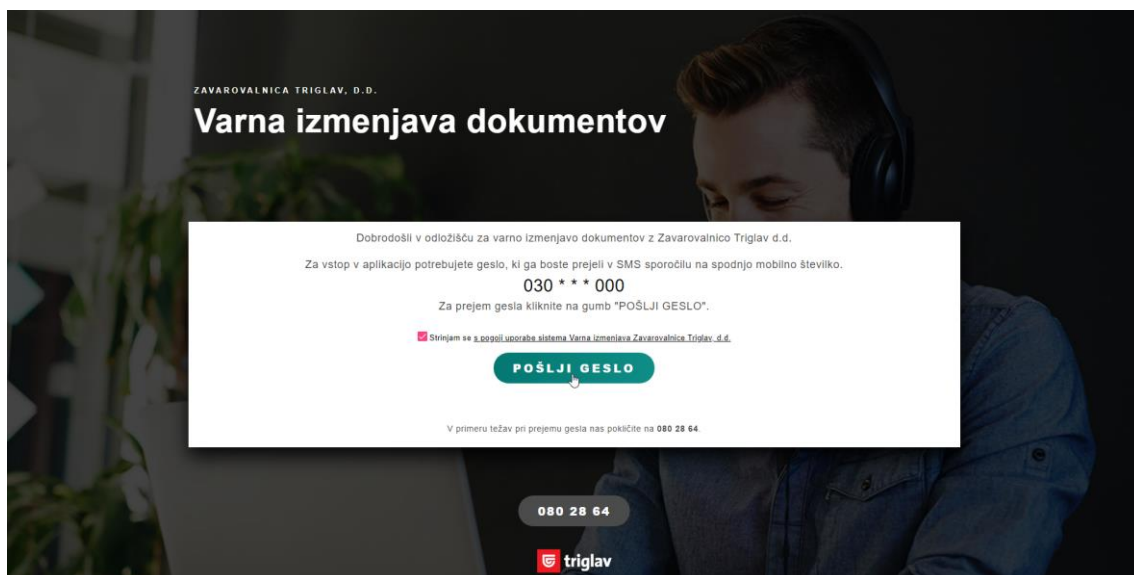 ZAVAROVALNICA TRIGLAV, D.D.
Varna izmenjava dokumentov
Dobrodošli v odložišču za varno izmenjavo dokumentov z Zavarovalnico Triglav d.d.
Za vstop v aplikacijo potrebujete geslo, ki ga boste prejeli v SMS sporočilu na spodnjo mobilno številko.
030 * * * 000
Za prejem gesla kliknite na gumb "POŠLJI GESLO".
Strinjam se s pogoji uporabe sistema Varna izmenjava Zavarovalnice Triglav, d.d.
POŠLJI GESLO
V primeru težav pri prejemu gesla nas pokličite na 080 28 64.
080 28 64
triglav